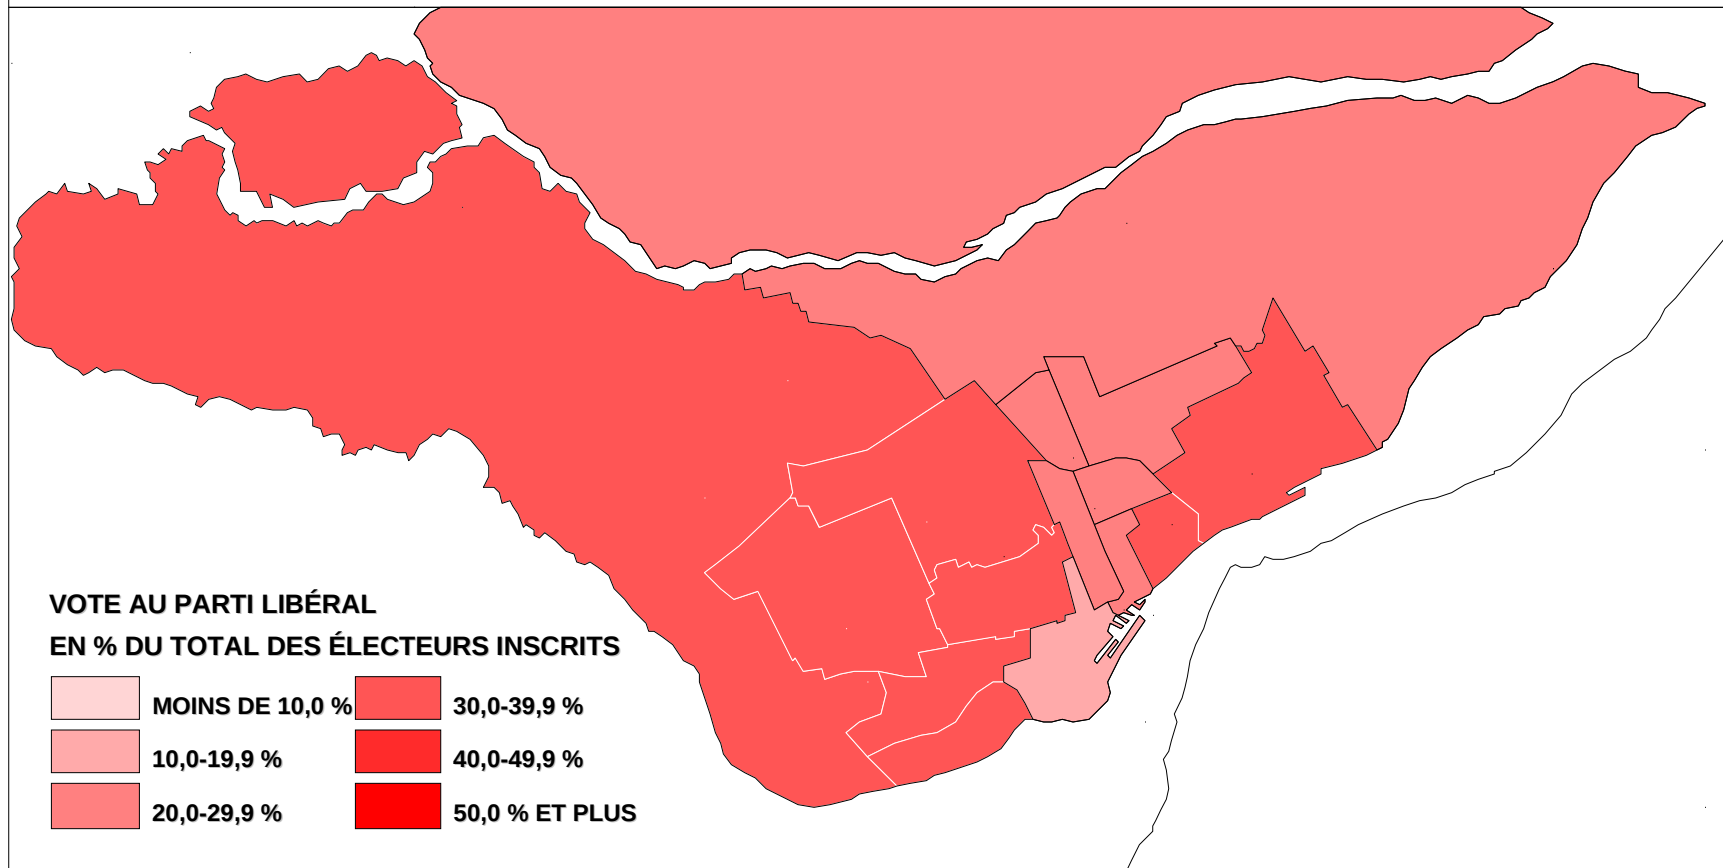 VOTE AU PARTI LIBÉRAL
EN % DU TOTAL DES ÉLECTEURS INSCRITS
MOINS DE 10,0 %
30,0-39,9 %
10,0-19,9 %
40,0-49,9 %
20,0-29,9 %
50,0 % ET PLUS